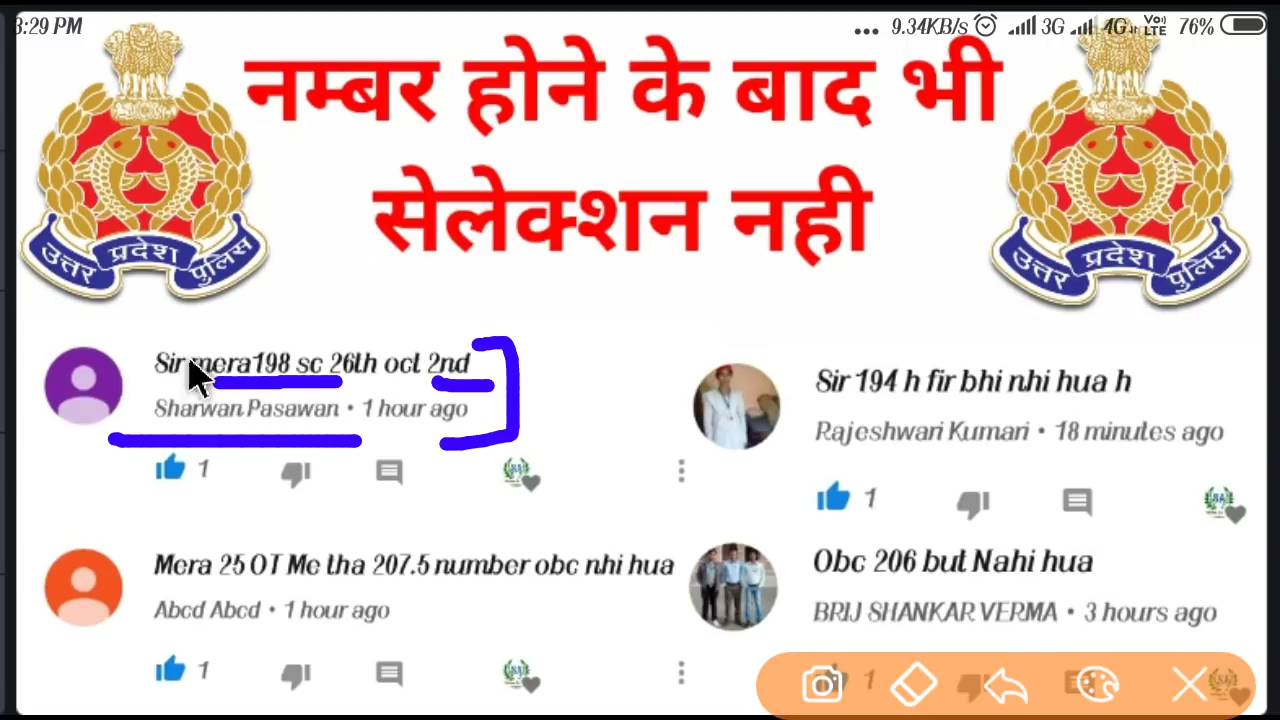 3:29 PM
... 9.34KB/s 3G 4G Vo) LTE 76%
नम्बर होने के बाद भी
सेलेक्शन नही
उत्तर प्रदेश पुलिस
उत्तर प्रदेश पुलिस
Sir mera198 sc 26th oct 2nd
Sharwan Pasawan • 1 hour ago
1
Sir 194 h fir bhi nhi hua h
Rajeshwari Kumari • 18 minutes ago
1
Mera 25 OT Me tha 207.5 number obc nhi hua
Abcd Abcd • 1 hour ago
1
Obc 206 but Nahi hua
BRIJ SHANKAR VERMA • 3 hours ago
1